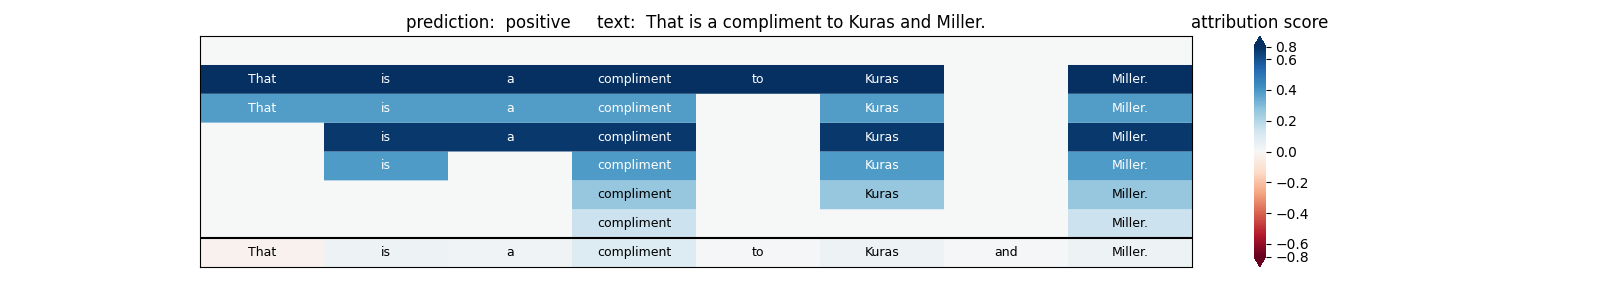 prediction:  positive     text:  That is a compliment to Kuras and Miller.
attribution score
That is a compliment to Kuras Miller.
That is a compliment Kuras Miller.
is a compliment Kuras Miller.
is compliment Kuras Miller.
compliment Kuras Miller.
compliment Miller.
That is a compliment to Kuras and Miller.
0.8
0.6
0.4
0.2
0.0
−0.2
−0.4
−0.6
−0.8